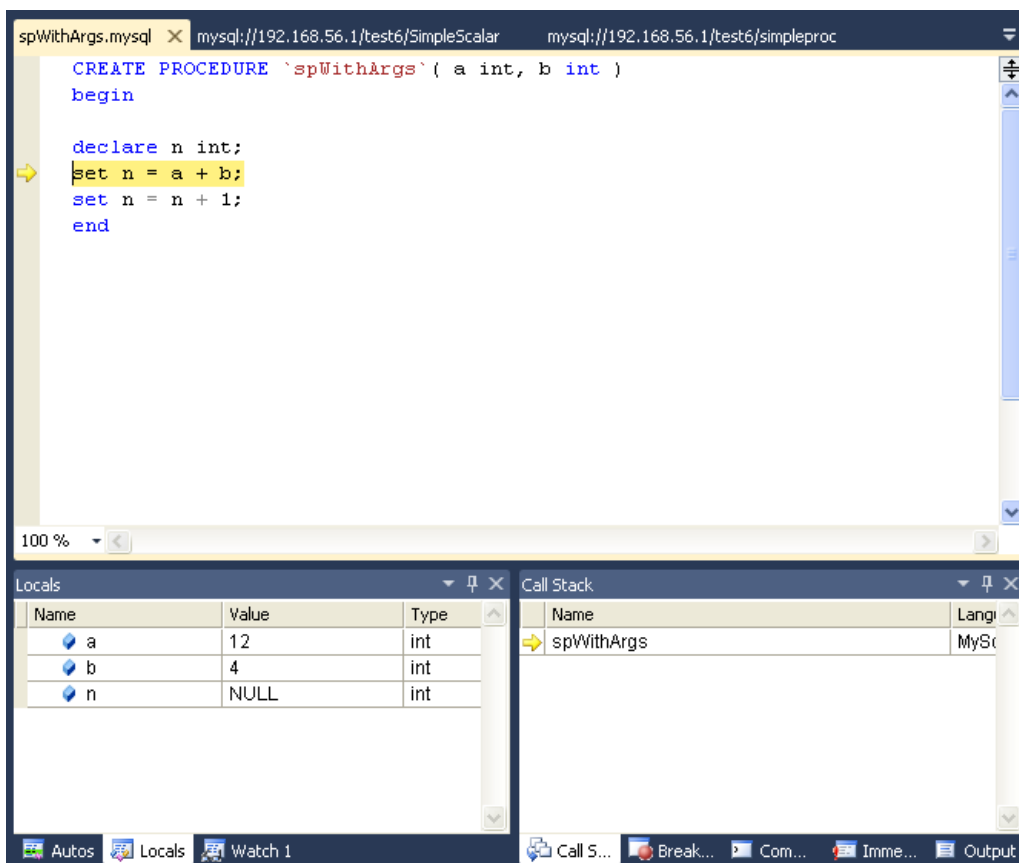 spWithArgs.mysql mysql://192.168.56.1/test6/SimpleScalar mysql://192.168.56.1/test6/simpleproc
CREATE PROCEDURE `spWithArgs`( a int, b int )
begin
declare n int;
set n = a + b;
set n = n + 1;
end
100 %
Locals
Name Value Type
a 12 int
b 4 int
n NULL int
Autos Locals Watch 1
Call Stack
Name Langu
spWithArgs MySQ
Call S... Break... Com... Imme... Output